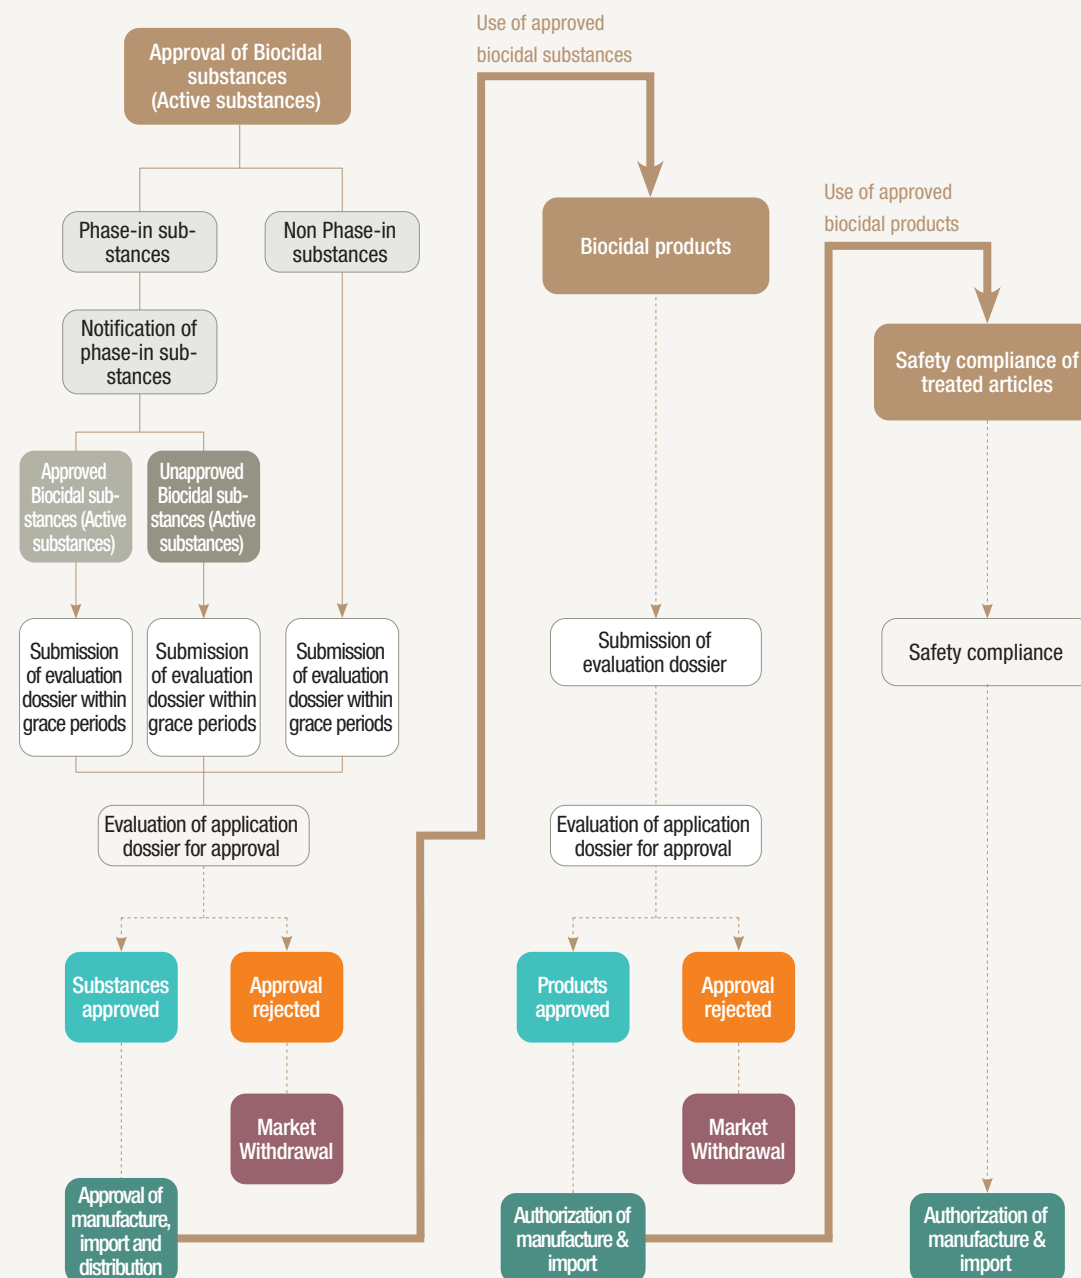 Approval of Biocidal
substances
(Active substances)
Phase-in sub-
stances
Non Phase-in
substances
Notification of
phase-in sub-
stances
Approved
Biocidal sub-
stances (Active
substances)
Unapproved
Biocidal sub-
stances (Active
substances)
Submission
of evaluation
dossier within
grace periods
Submission
of evaluation
dossier within
grace periods
Submission
of evaluation
dossier within
grace periods
Evaluation of application
dossier for approval
Substances
approved
Approval
rejected
Market
Withdrawal
Approval of
manufacture,
import and
distribution
Use of approved
biocidal substances
Biocidal products
Submission of
evaluation dossier
Evaluation of application
dossier for approval
Products
approved
Approval
rejected
Market
Withdrawal
Authorization of
manufacture &
import
Use of approved
biocidal products
Safety compliance of
treated articles
Safety compliance
Authorization of
manufacture &
import